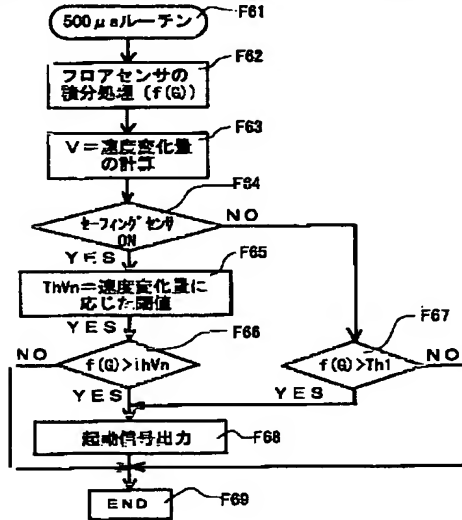 500μsルーチン
F61
フロアセンサの
積分処理(f(G))
F62
V=速度変化量
の計算
F63
セーフィングセンサ
ON
F64
NO
YES
ThVn=速度変化量に
応じた閾値
F65
YES
F66
F67
NO
f(G)>ihVn
f(G)>Th1
NO
YES
YES
起動信号出力
F68
END
F69